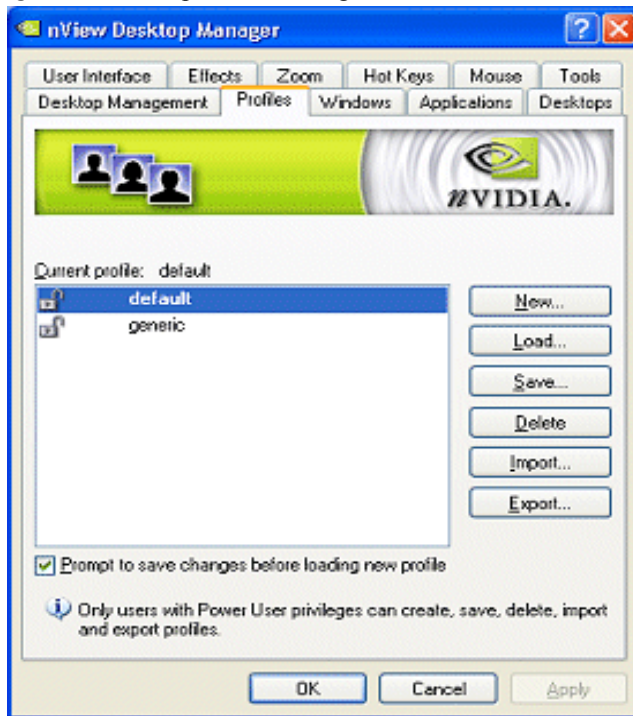 nView Desktop Manager
User Interface Effects Zoom Hot Keys Mouse Tools
Desktop Management Profiles Windows Applications Desktops
nVIDIA.
Current profile: default
default
generic
New...
Load...
Save...
Delete
Import...
Export...
Prompt to save changes before loading new profile
Only users with Power User privileges can create, save, delete, import
and export profiles.
OK Cancel Apply